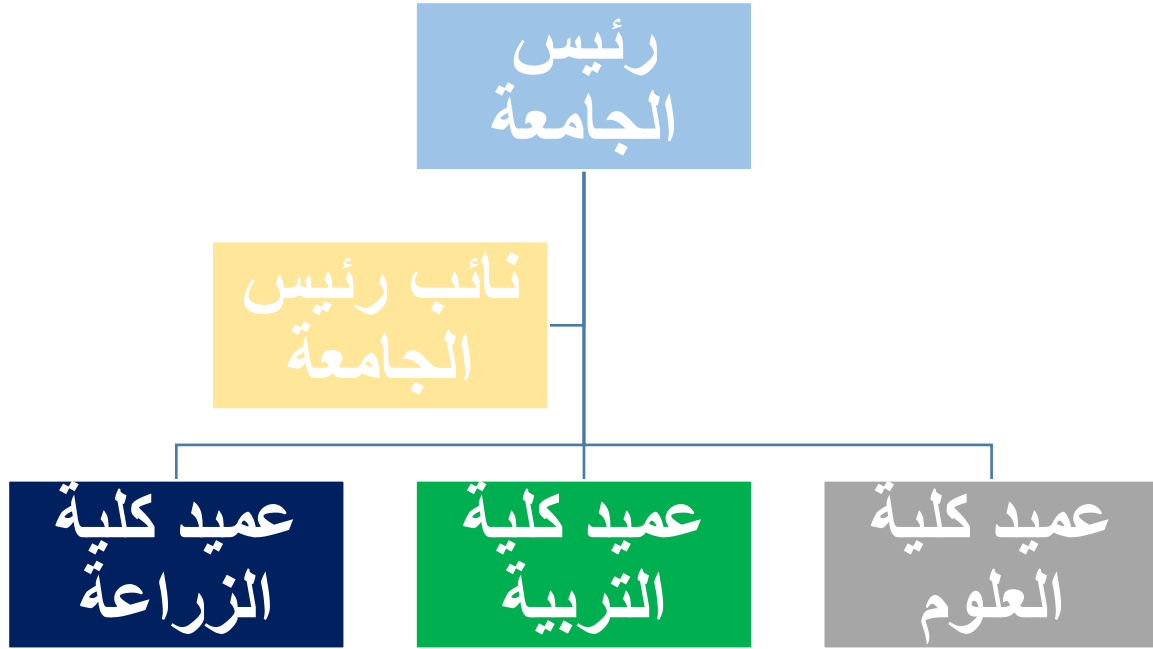 رئيس
الجامعة
نائب رئيس
الجامعة
عميد كلية
العلوم
عميد كلية
التربية
عميد كلية
الزراعة